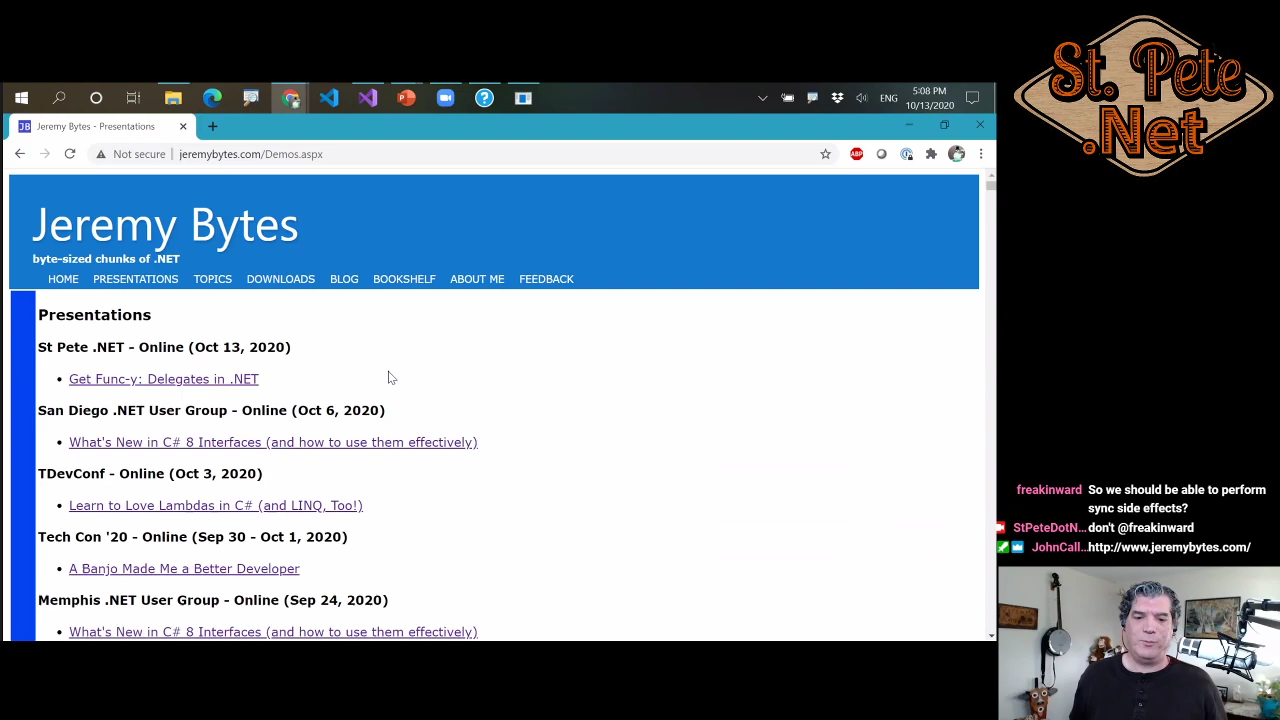 St. Pete
.Net
ENG
5:08 PM
10/13/2020
JB
Jeremy Bytes - Presentations
Not secure
jeremybytes.com/Demos.aspx
ABP
Jeremy Bytes
byte-sized chunks of .NET
HOME PRESENTATIONS TOPICS DOWNLOADS BLOG BOOKSHELF ABOUT ME FEEDBACK
Presentations
St Pete .NET - Online (Oct 13, 2020)
• Get Func-y: Delegates in .NET
San Diego .NET User Group - Online (Oct 6, 2020)
• What's New in C# 8 Interfaces (and how to use them effectively)
TDevConf - Online (Oct 3, 2020)
• Learn to Love Lambdas in C# (and LINQ, Too!)
Tech Con '20 - Online (Sep 30 - Oct 1, 2020)
• A Banjo Made Me a Better Developer
Memphis .NET User Group - Online (Sep 24, 2020)
• What's New in C# 8 Interfaces (and how to use them effectively)
freakinward So we should be able to perform
sync side effects?
StPeteDotN... don't @freakinward
JohnCall... http://www.jeremybytes.com/